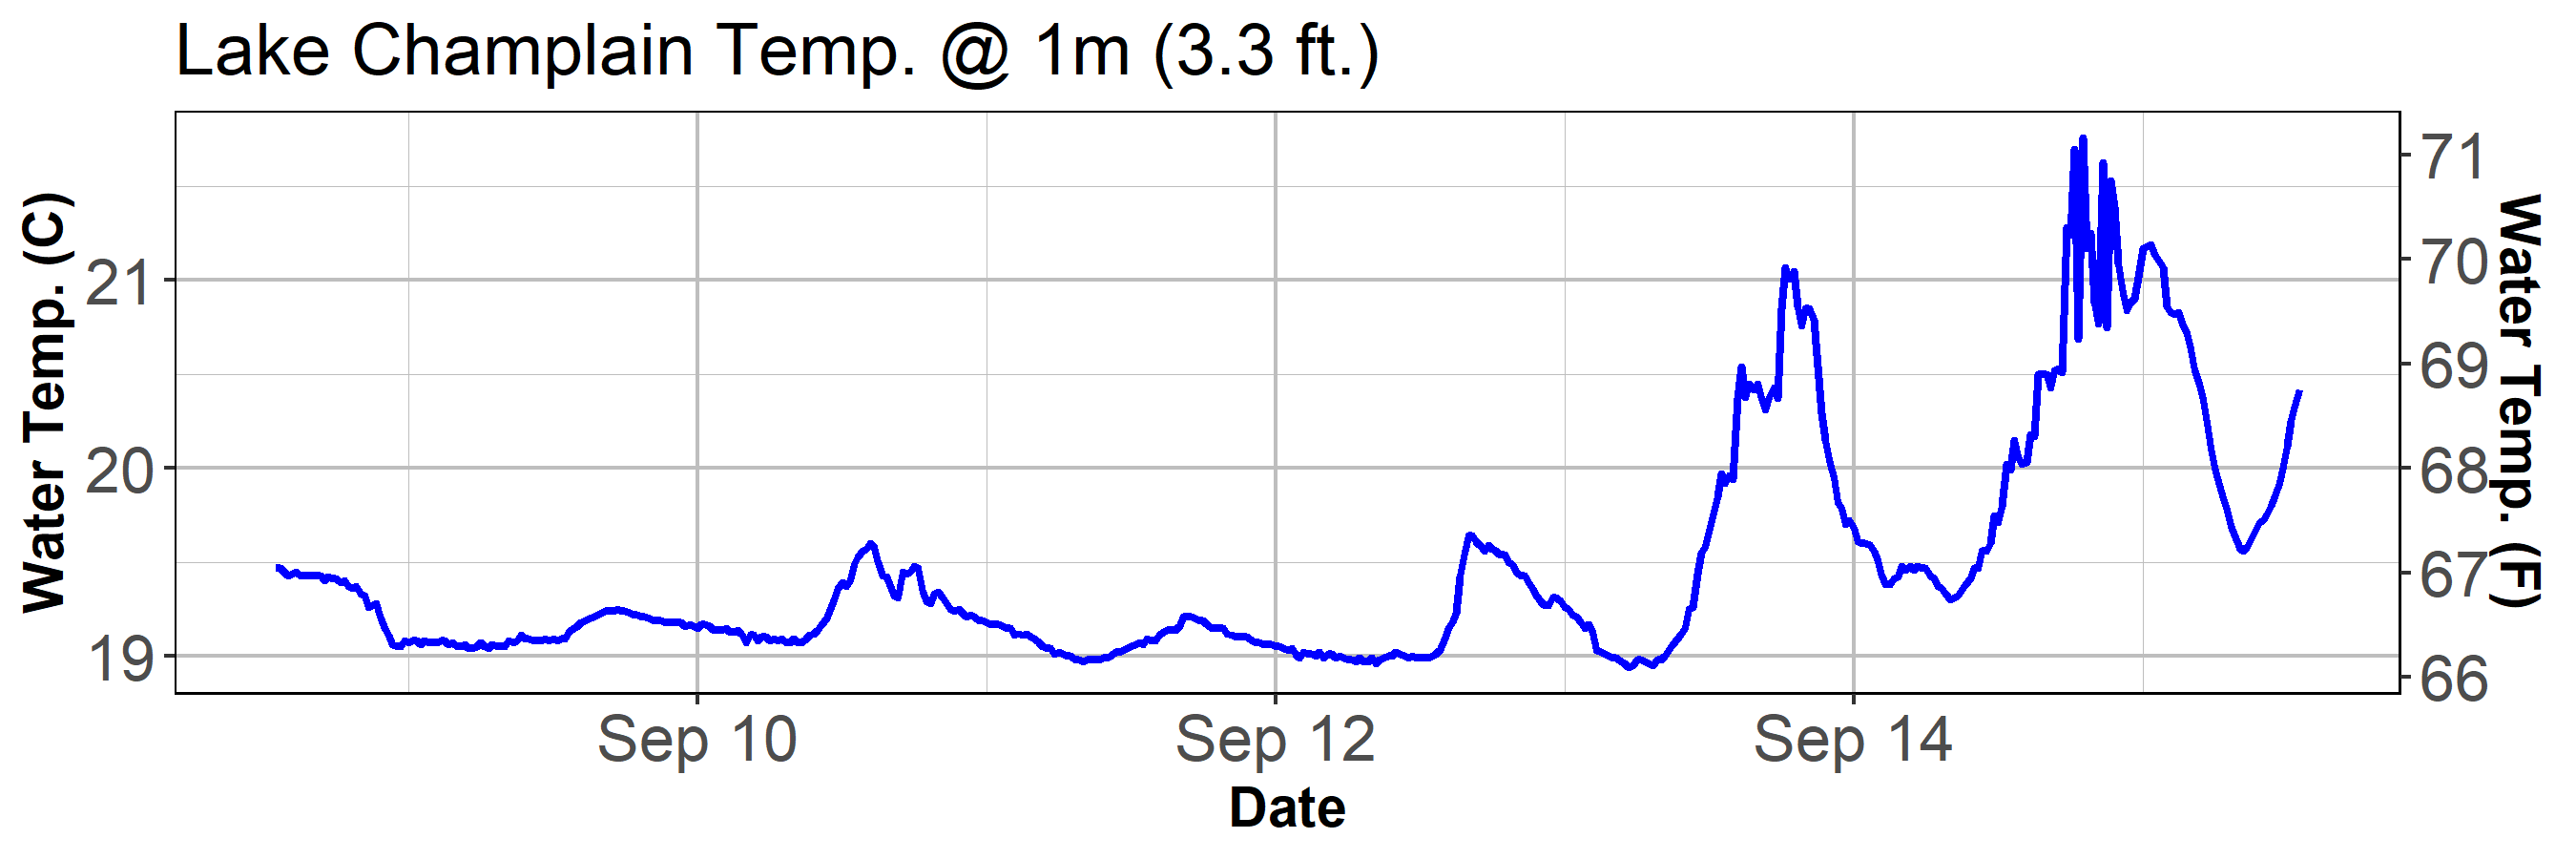 Lake Champlain Temp. @ 1m (3.3 ft.)
Water Temp. (C)
21
20
19
71
70
69
68
67
66
Water Temp. (F)
Sep 10 Sep 12 Sep 14
Date